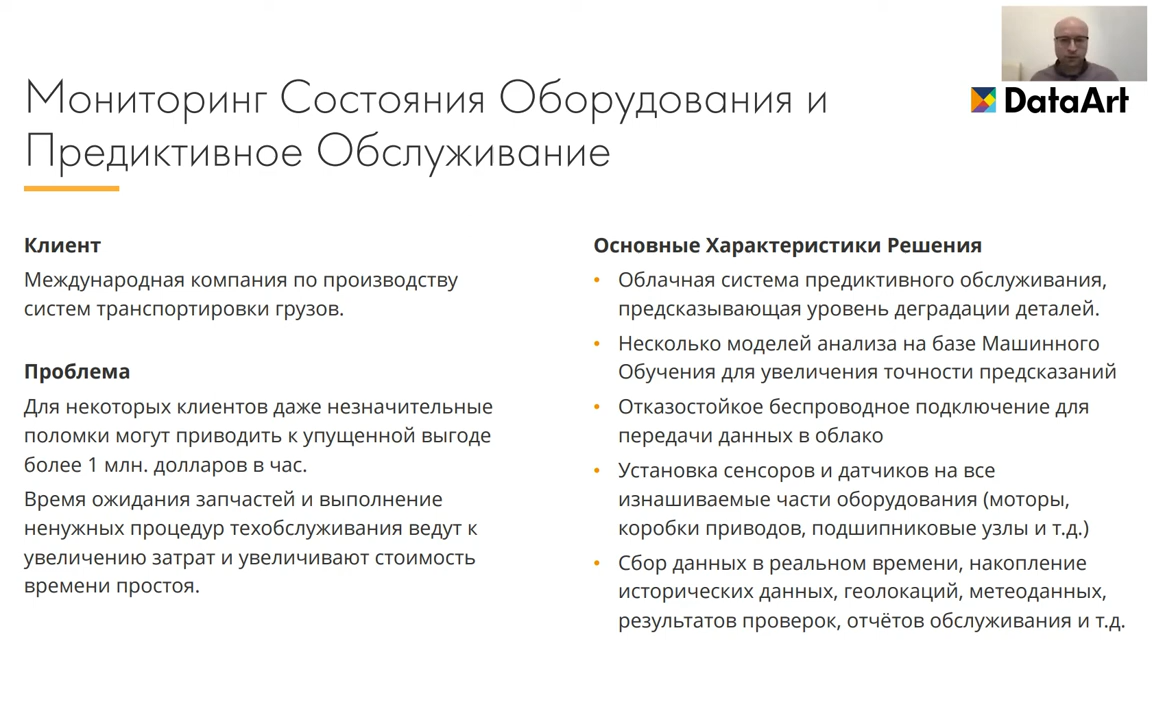 Мониторинг Состояния Оборудования и
Предиктивное Обслуживание
DataArt
Клиент
Международная компания по производству
систем транспортировки грузов.
Проблема
Для некоторых клиентов даже незначительные
поломки могут приводить к упущенной выгоде
более 1 млн. долларов в час.
Время ожидания запчастей и выполнение
ненужных процедур техобслуживания ведут к
увеличению затрат и увеличивают стоимость
времени простоя.
Основные Характеристики Решения
• Облачная система предиктивного обслуживания,
предсказывающая уровень деградации деталей.
• Несколько моделей анализа на базе Машинного
Обучения для увеличения точности предсказаний
• Отказостойкое беспроводное подключение для
передачи данных в облако
• Установка сенсоров и датчиков на все
изнашиваемые части оборудования (моторы,
коробки приводов, подшипниковые узлы и т.д.)
• Сбор данных в реальном времени, накопление
исторических данных, геолокаций, метеоданных,
результатов проверок, отчётов обслуживания и т.д.